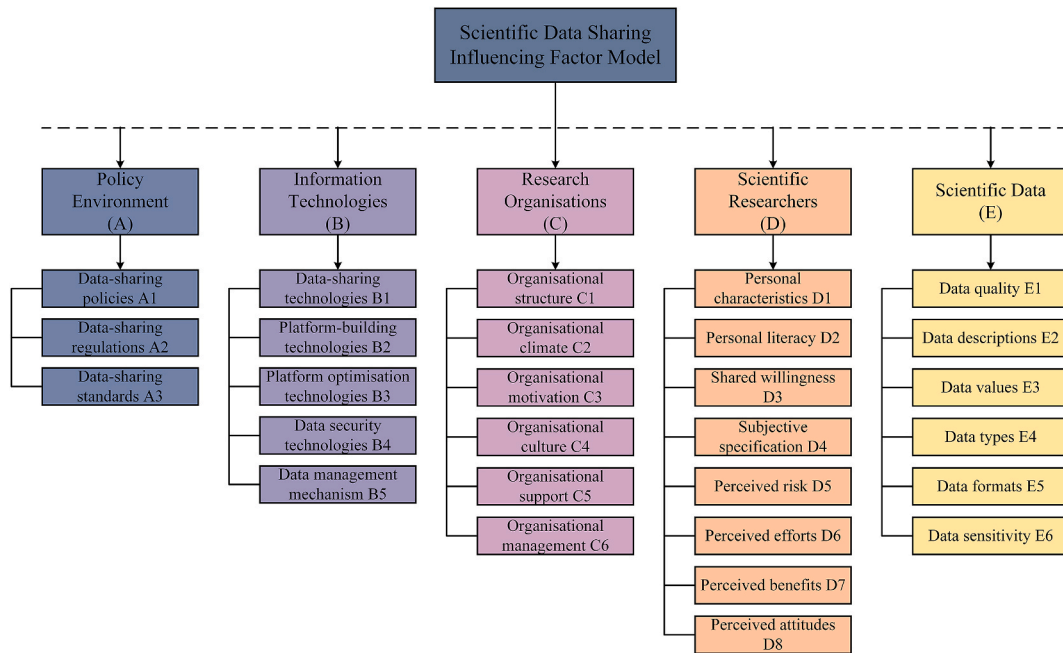 Scientific Data Sharing
Influencing Factor Model
Policy
Environment
(A)
Information
Technologies
(B)
Research
Organisations
(C)
Scientific
Researchers
(D)
Scientific Data
(E)
Data-sharing
policies A1
Data-sharing
regulations A2
Data-sharing
standards A3
Data-sharing
technologies B1
Platform-building
technologies B2
Platform optimisation
technologies B3
Data security
technologies B4
Data management
mechanism B5
Organisational
structure C1
Organisational
climate C2
Organisational
motivation C3
Organisational
culture C4
Organisational
support C5
Organisational
management C6
Personal
characteristics D1
Personal literacy D2
Shared willingness
D3
Subjective
specification D4
Perceived risk D5
Perceived efforts D6
Perceived benefits D7
Perceived attitudes
D8
Data quality E1
Data descriptions E2
Data values E3
Data types E4
Data formats E5
Data sensitivity E6